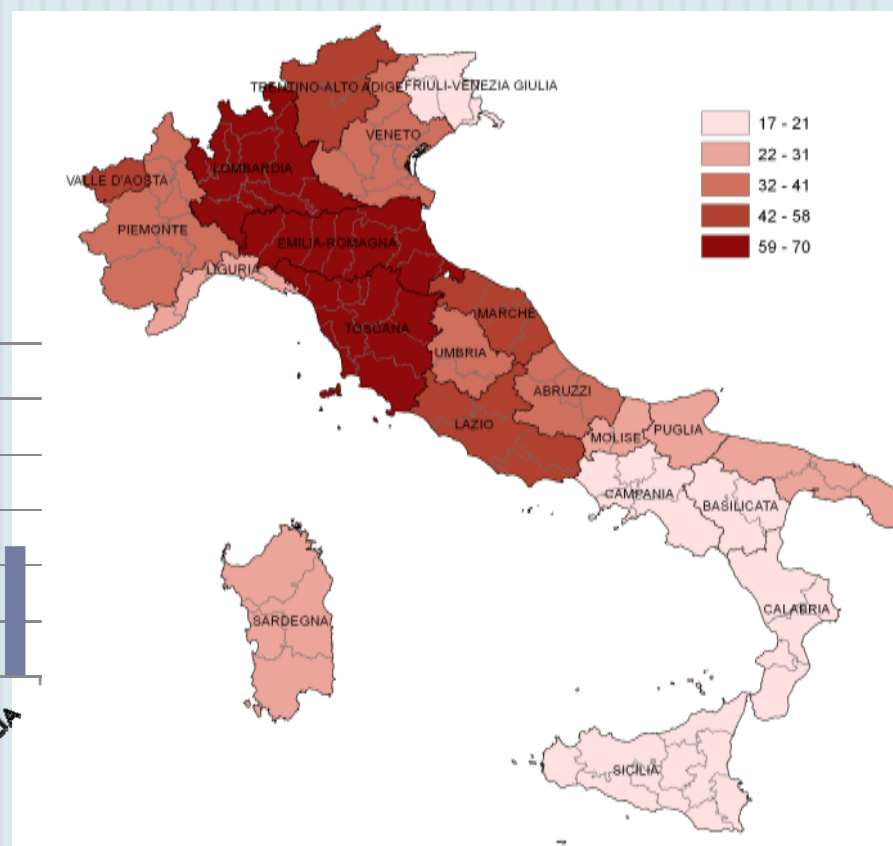 TRENTINO-ALTO ADIGE
FRIULI-VENEZIA GIULIA
17 - 21
VENETO
22 - 31
LOMBARDIA
VALLE D'AOSTA
32 - 41
42 - 58
PIEMONTE
EMILIA-ROMAGNA
59 - 70
LIGURIA
MARCHE
TOSCANA
UMBRIA
ABRUZZI
LAZIO
MOLISE
PUGLIA
CAMPANIA
BASILICATA
CALABRIA
SARDEGNA
SICILIA